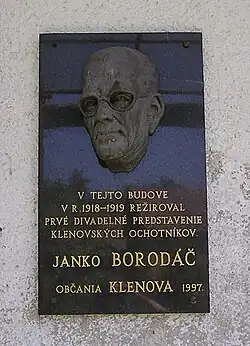 V TEJTO BUDOVE
V R. 1918-1919 REŽÍROVAL
PRVÉ DIVADELNÉ PREDSTAVENIE
KLENOVSKÝCH OCHOTNÍKOV.
JANKO BORODÁČ
OBČANIA KLENOVA 1997.